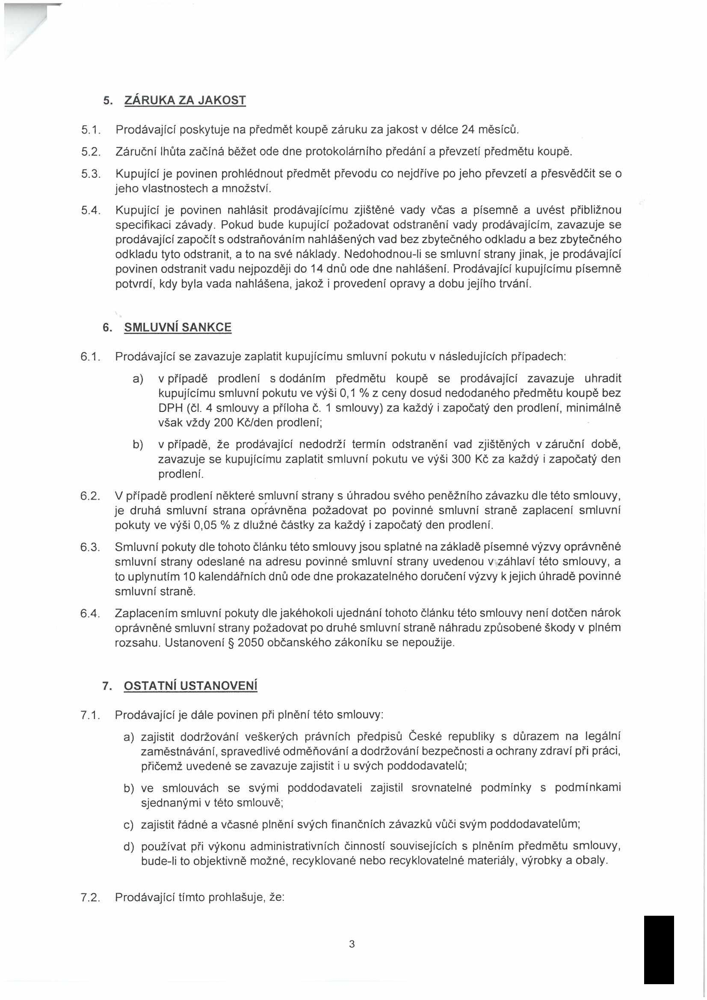 5. ZÁRUKA ZA JAKOST
5.1. Prodávající poskytuje na předmět koupě záruku za jakost v délce 24 měsíců.
5.2. Záruční lhůta začíná běžet ode dne protokolárního předání a převzetí předmětu koupě.
5.3. Kupující je povinen prohlédnout předmět převodu co nejdříve po jeho převzetí a přesvědčit se o
jeho vlastnostech a množství.
5.4. Kupující je povinen nahlásit prodávajícímu zjištěné vady včas a písemně a uvést přibližnou
specifikaci závady. Pokud bude kupující požadovat odstranění vady prodávajícím, zavazuje se
prodávající započít s odstraňováním nahlášených vad bez zbytečného odkladu a bez zbytečného
odkladu tyto odstranit, a to na své náklady. Nedohodnou-li se smluvní strany jinak, je prodávající
povinen odstranit vadu nejpozději do 14 dnů ode dne nahlášení. Prodávající kupujícímu písemně
potvrdí, kdy byla vada nahlášena, jakož i provedení opravy a dobu jejího trvání.
6. SMLUVNÍ SANKCE
6.1. Prodávající se zavazuje zaplatit kupujícímu smluvní pokutu v následujících případech:
a) v případě prodlení s dodáním předmětu koupě se prodávající zavazuje uhradit
kupujícímu smluvní pokutu ve výši 0,1 % z ceny dosud nedodaného předmětu koupě bez
DPH (čl. 4 smlouvy a příloha č. 1 smlouvy) za každý i započatý den prodlení, minimálně
však vždy 200 Kč/den prodlení;
b) v případě, že prodávající nedodrží termín odstranění vad zjištěných v záruční době,
zavazuje se kupujícímu zaplatit smluvní pokutu ve výši 300 Kč za každý i započatý den
prodlení.
6.2. V případě prodlení některé smluvní strany s úhradou svého peněžního závazku dle této smlouvy,
je druhá smluvní strana oprávněna požadovat po povinné smluvní straně zaplacení smluvní
pokuty ve výši 0,05 % z dlužné částky za každý i započatý den prodlení.
6.3. Smluvní pokuty dle tohoto článku této smlouvy jsou splatné na základě písemné výzvy oprávněné
smluvní strany odeslané na adresu povinné smluvní strany uvedenou v záhlaví této smlouvy, a
to uplynutím 10 kalendářních dnů ode dne prokazatelného doručení výzvy k jejich úhradě povinné
smluvní straně.
6.4. Zaplacením smluvní pokuty dle jakéhokoli ujednání tohoto článku této smlouvy není dotčen nárok
oprávněné smluvní strany požadovat po druhé smluvní straně náhradu způsobené škody v plném
rozsahu. Ustanovení § 2050 občanského zákoníku se nepoužije.
7. OSTATNÍ USTANOVENÍ
7.1. Prodávající je dále povinen při plnění této smlouvy:
a) zajistit dodržování veškerých právních předpisů České republiky s důrazem na legální
zaměstnávání, spravedlivé odměňování a dodržování bezpečnosti a ochrany zdraví při práci,
přičemž uvedené se zavazuje zajistit i u svých poddodavatelů;
b) ve smlouvách se svými poddodavateli zajistil srovnatelné podmínky s podmínkami
sjednanými v této smlouvě;
c) zajistit řádné a včasné plnění svých finančních závazků vůči svým poddodavatelům;
d) používat při výkonu administrativních činností souvisejících s plněním předmětu smlouvy,
bude-li to objektivně možné, recyklované nebo recyklovatelné materiály, výrobky a obaly.
7.2. Prodávající tímto prohlašuje, že:
3